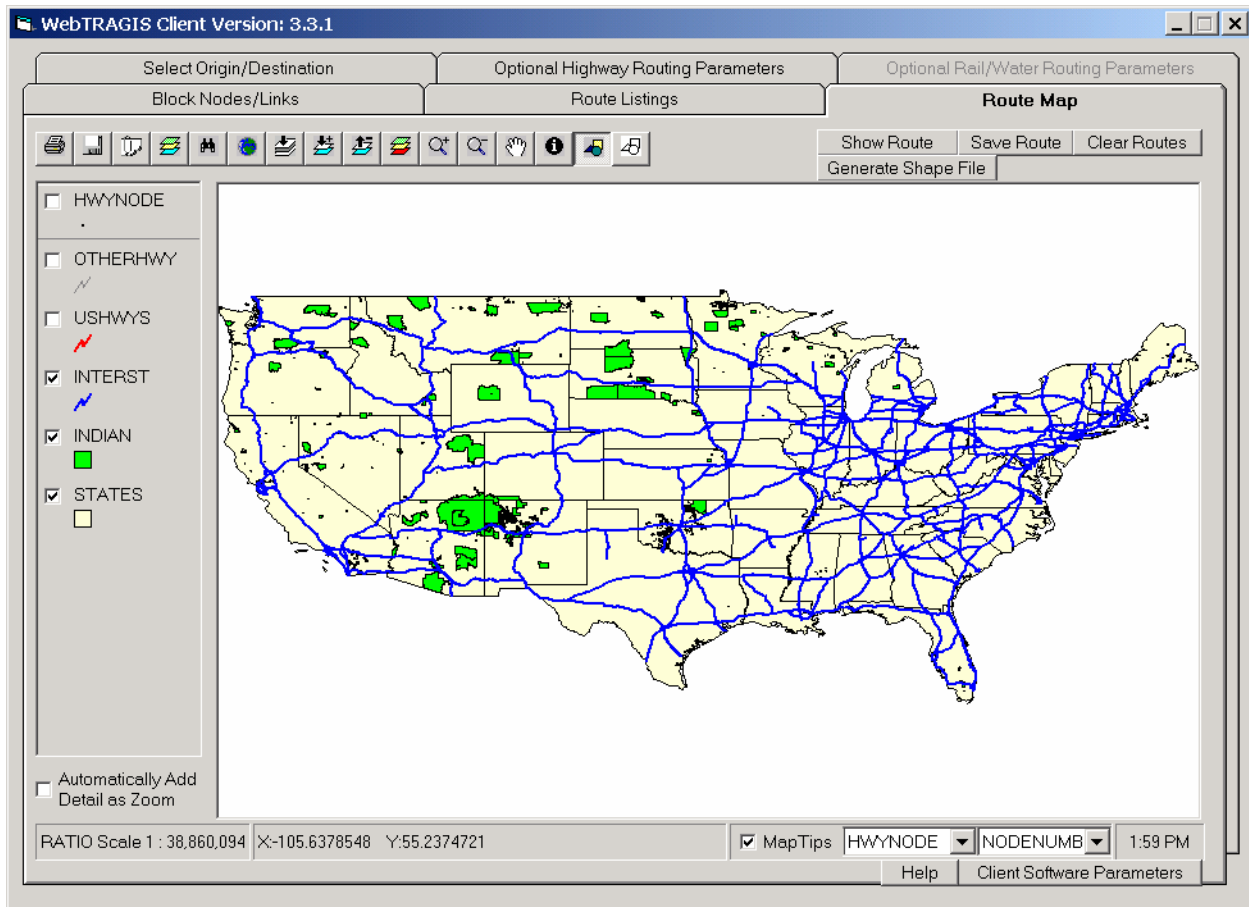 WebTRAGIS Client Version: 3.3.1
Select Origin/Destination
Optional Highway Routing Parameters
Optional Rail/Water Routing Parameters
Block Nodes/Links
Route Listings
Route Map
Show Route
Save Route
Clear Routes
Generate Shape File
HWYNODE
OTHERHWY
USHWYS
INTERST
INDIAN
STATES
Automatically Add
Detail as Zoom
RATIO Scale 1 : 38,860,094
X:-105.6378548 Y:55.2374721
MapTips
HWYNODE
NODENUMB
1:59 PM
Help
Client Software Parameters